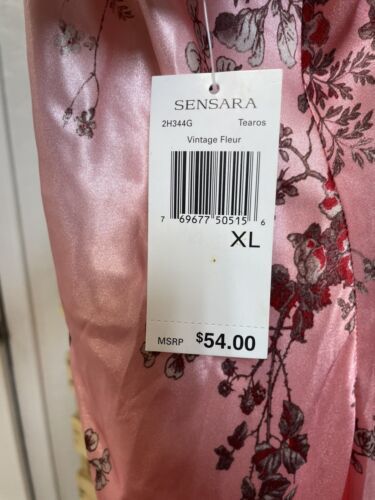 SENSARA
2H344G Tearos
Vintage Fleur
7 69677 50515 6
XL
MSRP $54.00